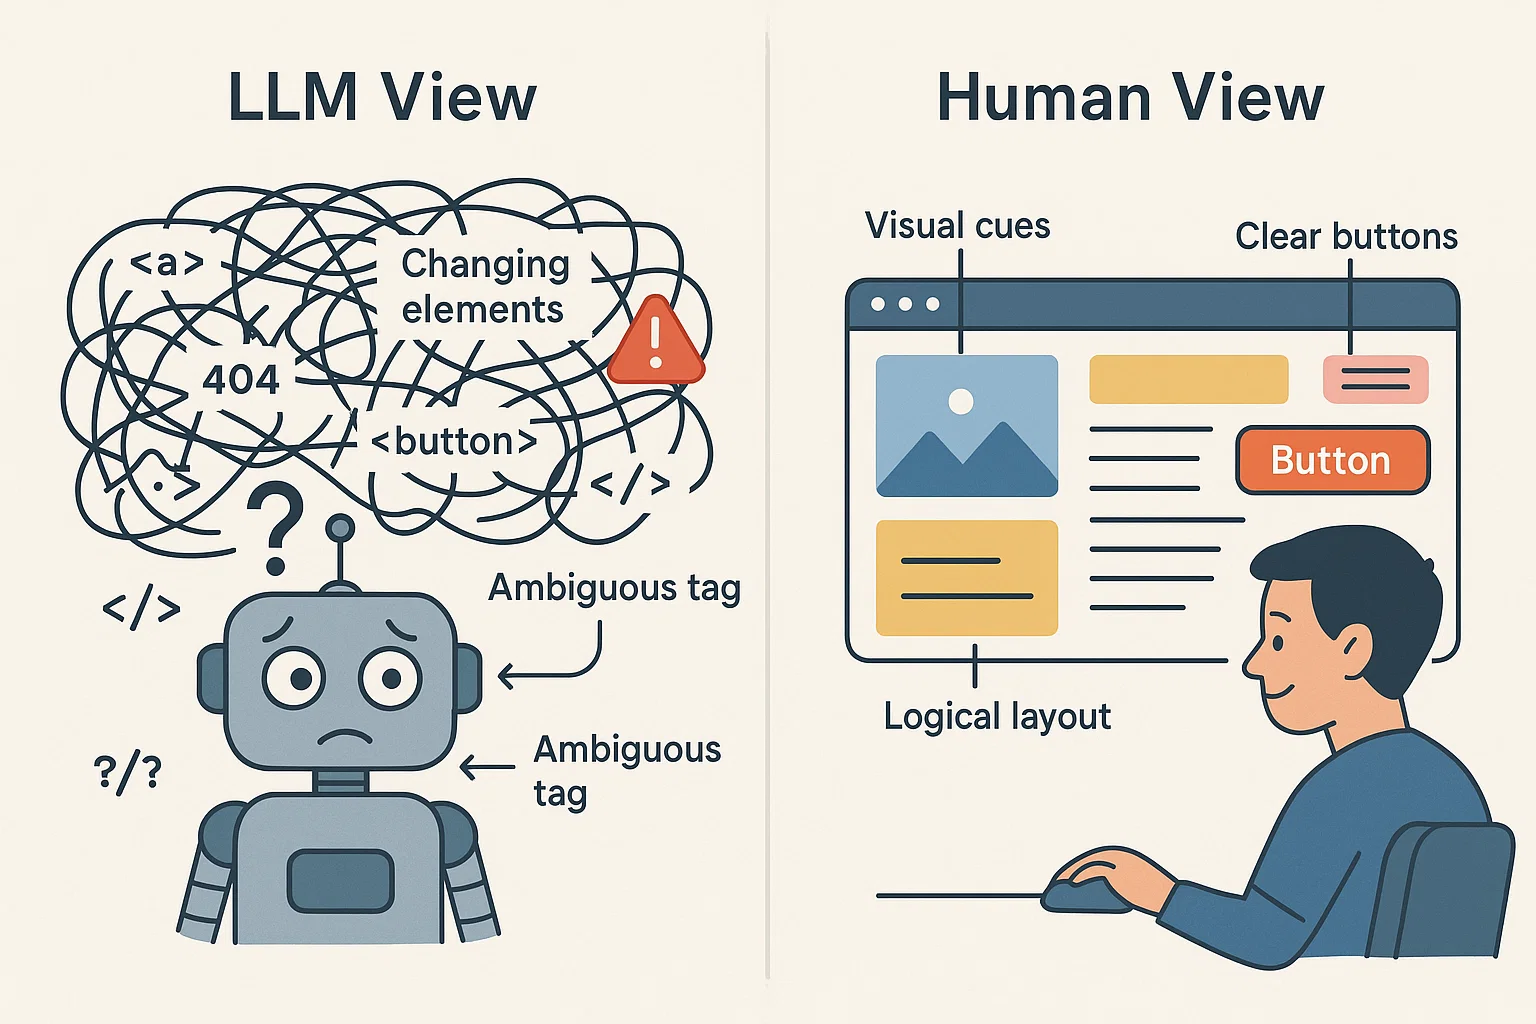 LLM View
<a>
Changing
elements
404
<button>
</>
?
</>
Ambiguous tag
Ambiguous
tag
?/?
Human View
Visual cues
Clear buttons
Button
Logical layout